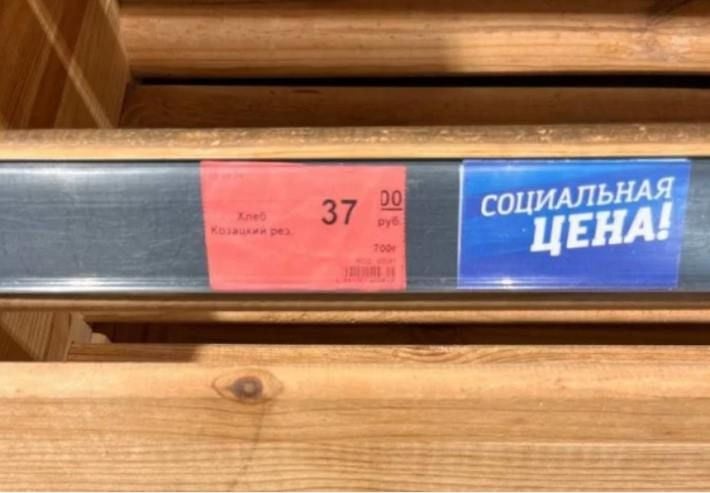 Хлеб
Козацкий рез.
37 00
руб.
700г
СОЦИАЛЬНАЯ
ЦЕНА!